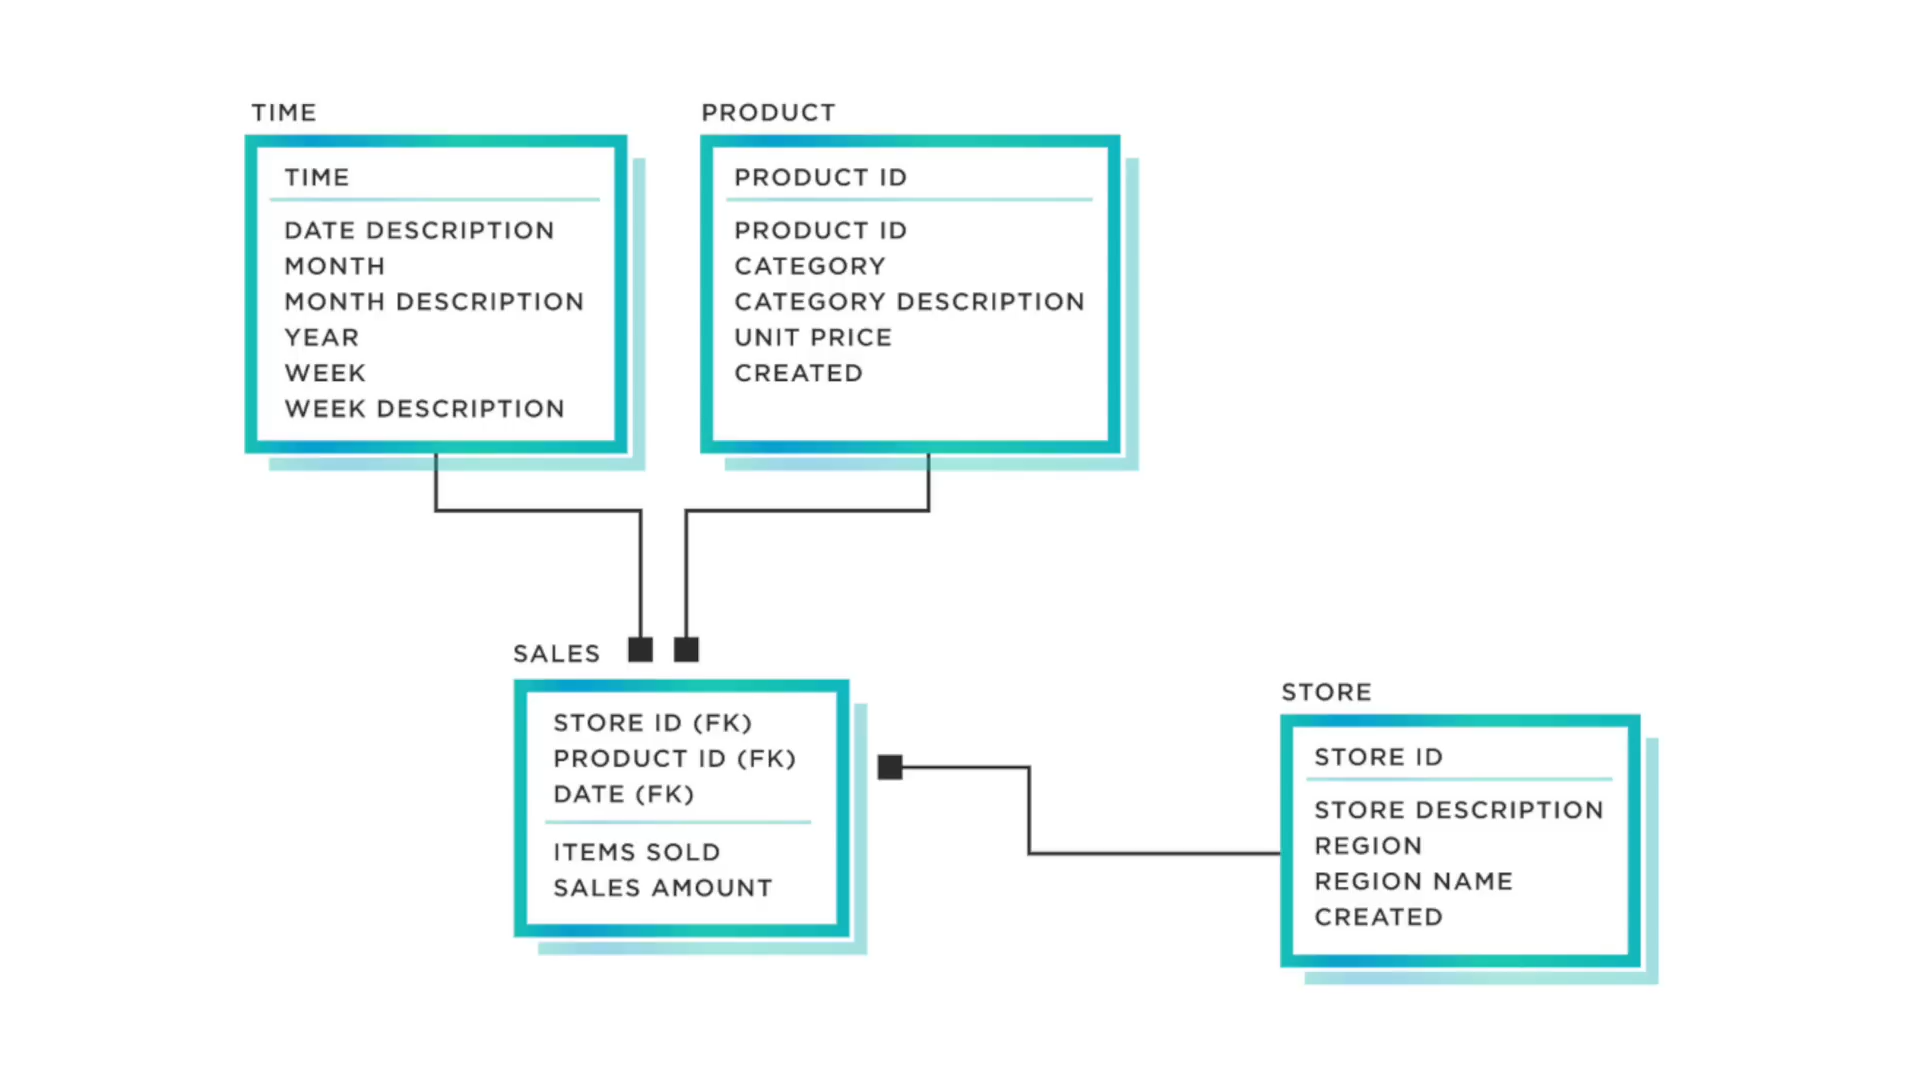 TIME
TIME
DATE DESCRIPTION
MONTH
MONTH DESCRIPTION
YEAR
WEEK
WEEK DESCRIPTION
PRODUCT
PRODUCT ID
PRODUCT ID
CATEGORY
CATEGORY DESCRIPTION
UNIT PRICE
CREATED
SALES
STORE ID (FK)
PRODUCT ID (FK)
DATE (FK)
ITEMS SOLD
SALES AMOUNT
STORE
STORE ID
STORE DESCRIPTION
REGION
REGION NAME
CREATED